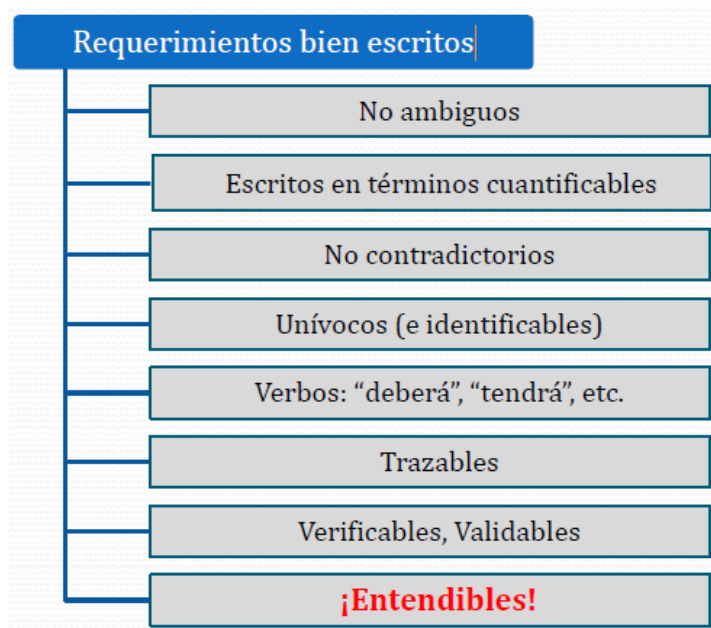 Requerimientos bien escritos
No ambiguos
Escritos en términos cuantificables
No contradictorios
Unívocos (e identificables)
Verbos: “deberá”, “tendrá”, etc.
Trazables
Verificables, Validables
¡Entendibles!